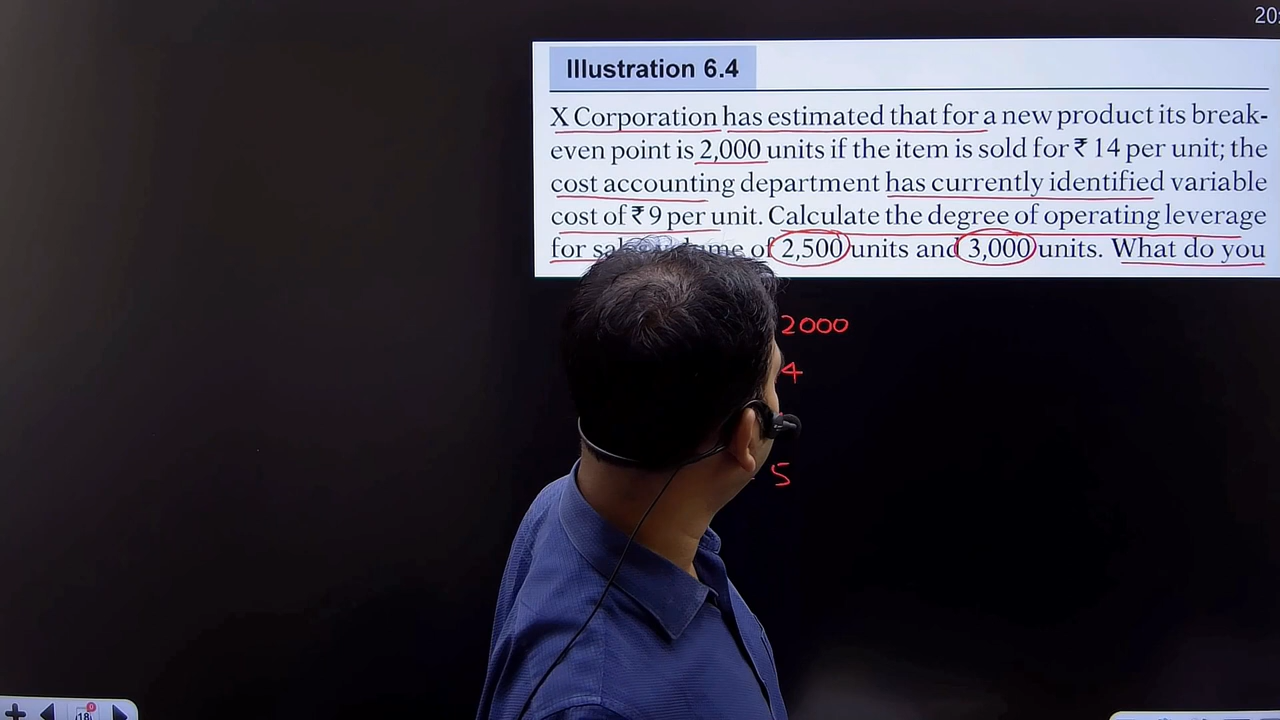 20
Illustration 6.4
X Corporation has estimated that for a new product its break-
even point is 2,000 units if the item is sold for ₹ 14 per unit; the
cost accounting department has currently identified variable
cost of ₹ 9 per unit. Calculate the degree of operating leverage
for of 2,500 units and 3,000 units. What do you
2000
4
5
18